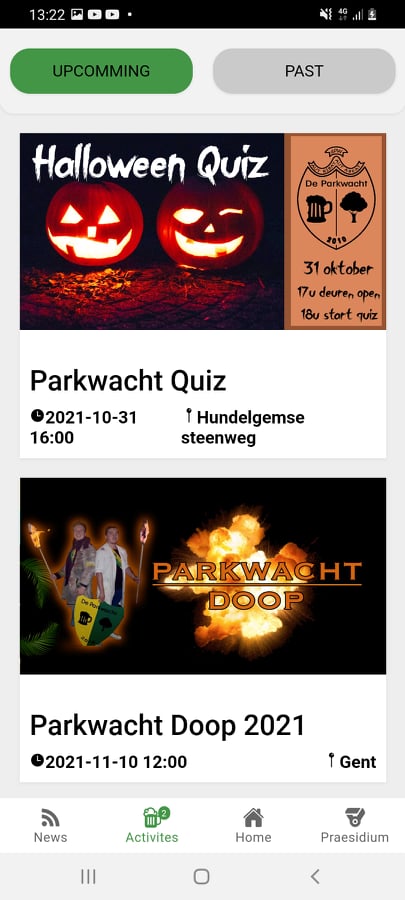 13:22
4G
UPCOMMING
PAST
Halloween Quiz
De Parkwacht
2010
31 oktober
17u deuren open
18u start quiz
Parkwacht Quiz
2021-10-31
16:00
Hundelgemse
steenweg
PARKWACHT
DOOP
Parkwacht Doop 2021
2021-11-10 12:00
Gent
2
News
Activites
Home
Praesidium